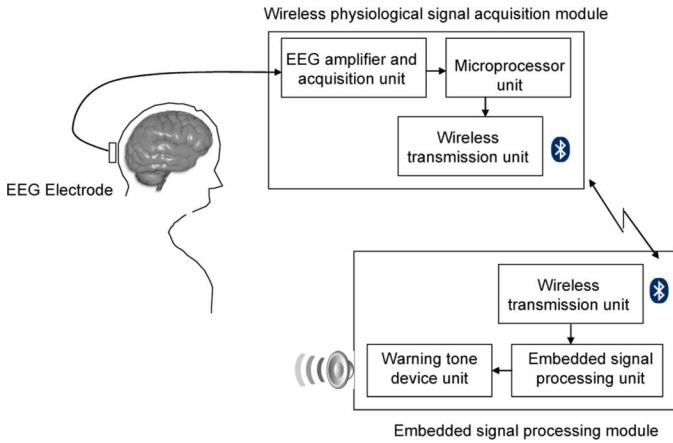 Wireless physiological signal acquisition module
EEG amplifier and
acquisition unit
Microprocessor
unit
Wireless
transmission unit
EEG Electrode
Wireless
transmission unit
Warning tone
device unit
Embedded signal
processing unit
Embedded signal processing module